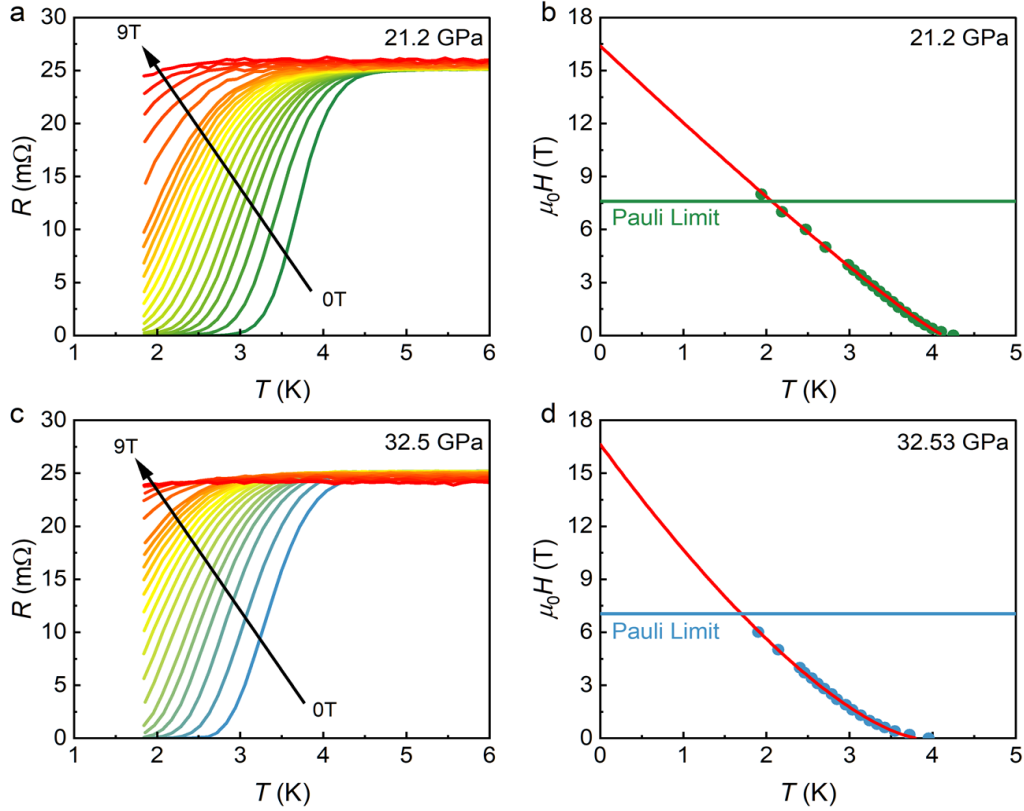 a
30
25
20
15
10
5
0
R (mΩ)
9T
21.2 GPa
0T
1 2 3 4 5 6
T (K)
b
18
15
12
9
6
3
0
μ0H (T)
21.2 GPa
Pauli Limit
0 1 2 3 4 5
T (K)
c
30
25
20
15
10
5
0
R (mΩ)
9T
32.5 GPa
0T
1 2 3 4 5 6
T (K)
d
18
15
12
9
6
3
0
μ0H (T)
32.53 GPa
Pauli Limit
0 1 2 3 4 5
T (K)